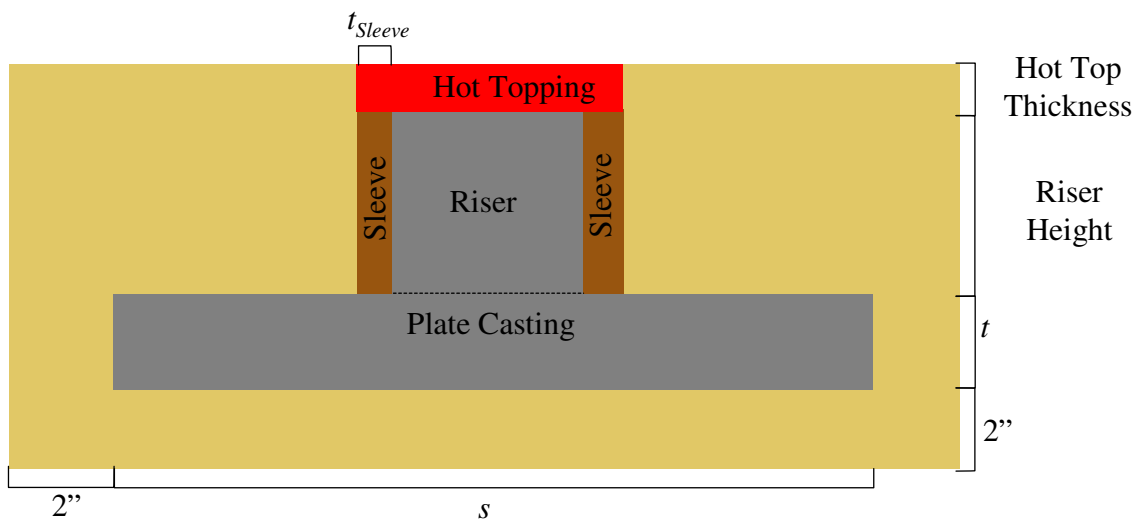 tSleeve
Hot Topping
Hot Top
Thickness
Sleeve
Riser
Sleeve
Riser
Height
Plate Casting
t
2”
2”
s